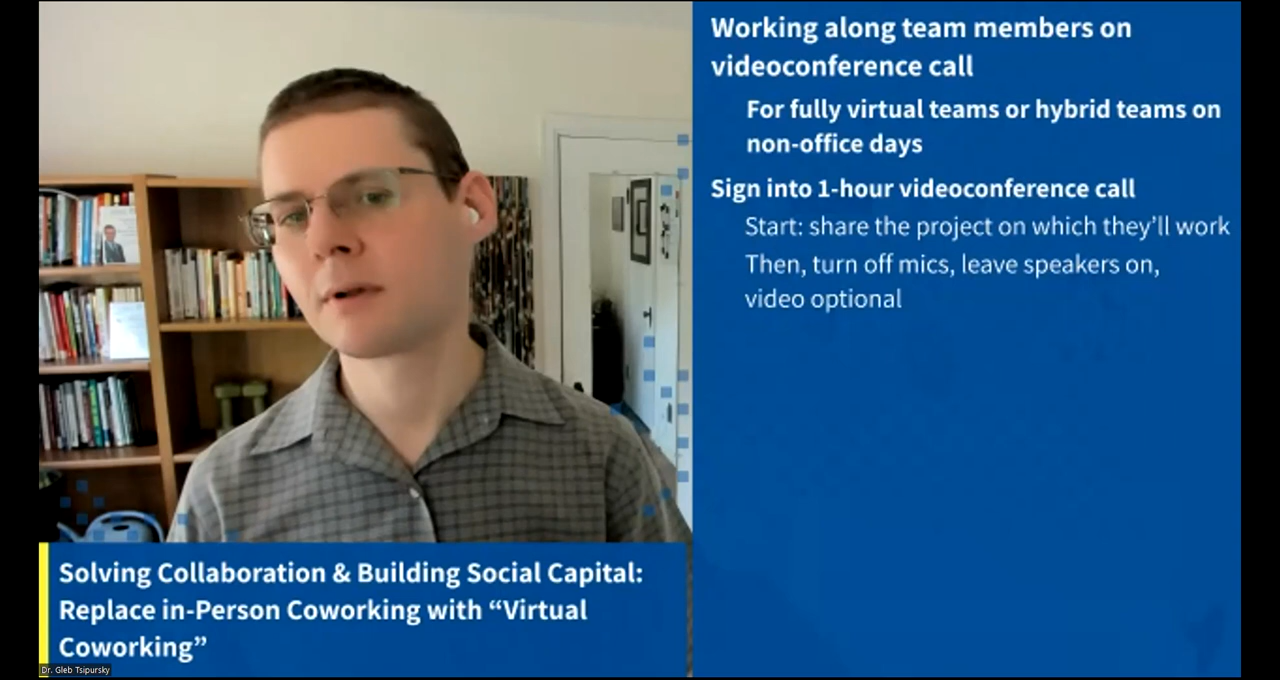 Working along team members on
videoconference call
For fully virtual teams or hybrid teams on
non-office days
Sign into 1-hour videoconference call
Start: share the project on which they’ll work
Then, turn off mics, leave speakers on,
video optional
Solving Collaboration & Building Social Capital:
Replace in-Person Coworking with “Virtual
Coworking”
Dr. Gleb Tsipursky